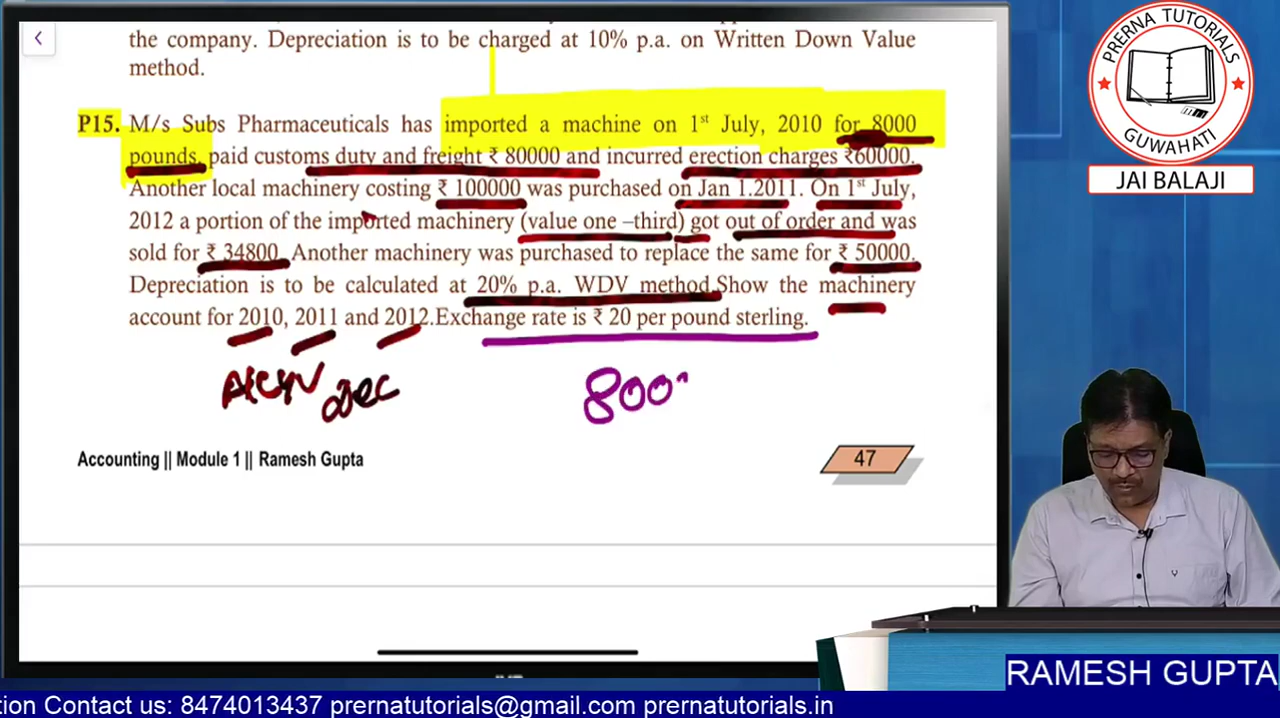 the company. Depreciation is to be charged at 10% p.a. on Written Down Value
method.
P15. M/s Subs Pharmaceuticals has imported a machine on 1st July, 2010 for 8000
pounds, paid customs duty and freight ₹ 80000 and incurred erection charges ₹60000.
Another local machinery costing ₹ 100000 was purchased on Jan 1.2011. On 1st July,
2012 a portion of the imported machinery (value one –third) got out of order and was
sold for ₹ 34800. Another machinery was purchased to replace the same for ₹ 50000.
Depreciation is to be calculated at 20% p.a. WDV method.Show the machinery
account for 2010, 2011 and 2012.Exchange rate is ₹ 20 per pound sterling.
Dec
800
Accounting || Module 1 || Ramesh Gupta
47
PRERNA TUTORIALS
GUWAHATI
JAI BALAJI
RAMESH GUPTA
tion Contact us: 8474013437 prernatutorials@gmail.com prernatutorials.in